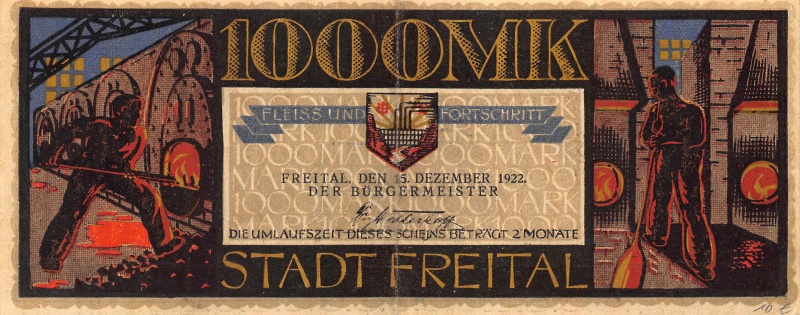 1000MK
FLEISS UND FORTSCHRITT
FREITAL, DEN 15. DEZEMBER 1922.
DER BÜRGERMEISTER
DIE UMLAUFSZEIT DIESES SCHEINS BETRÄGT 2 MONATE
STADT FREITAL
10 €